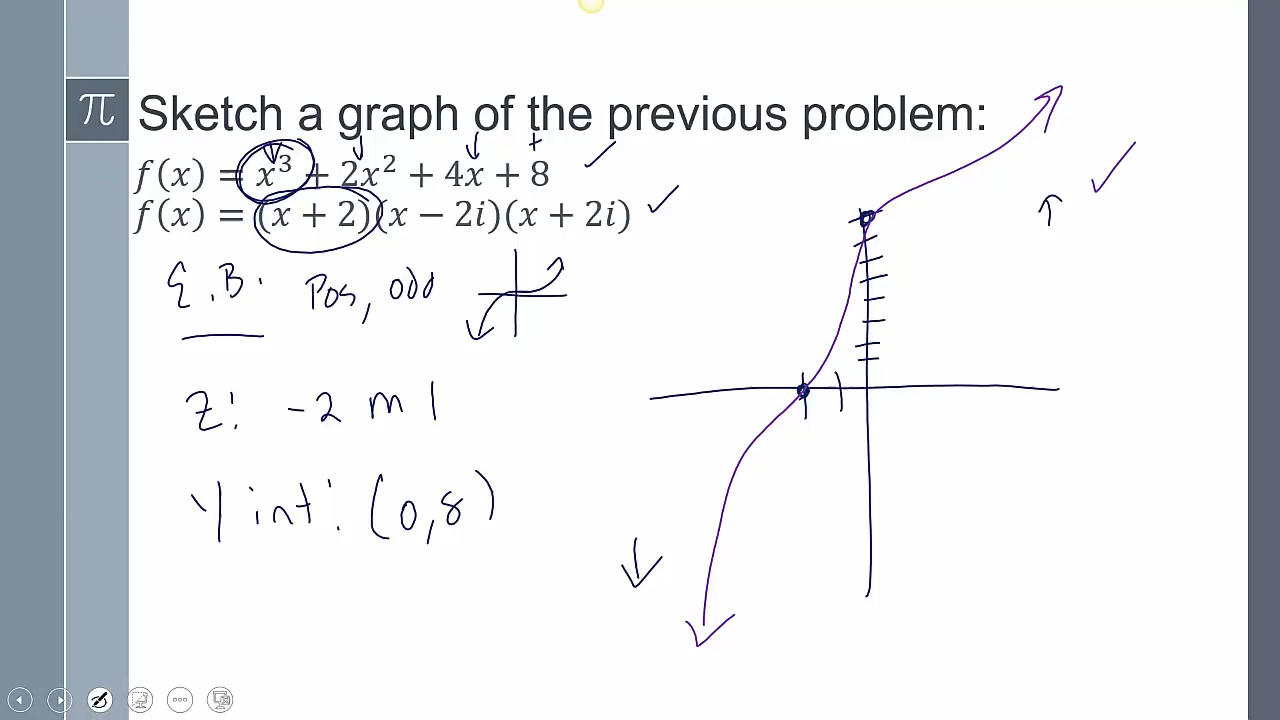 π
Sketch a graph of the previous problem:
f(x) = x³ + 2x² + 4x + 8
f(x) = (x + 2)(x − 2i)(x + 2i)
E.B. Pos, odd
Z: -2 m 1
Y int: (0,8)